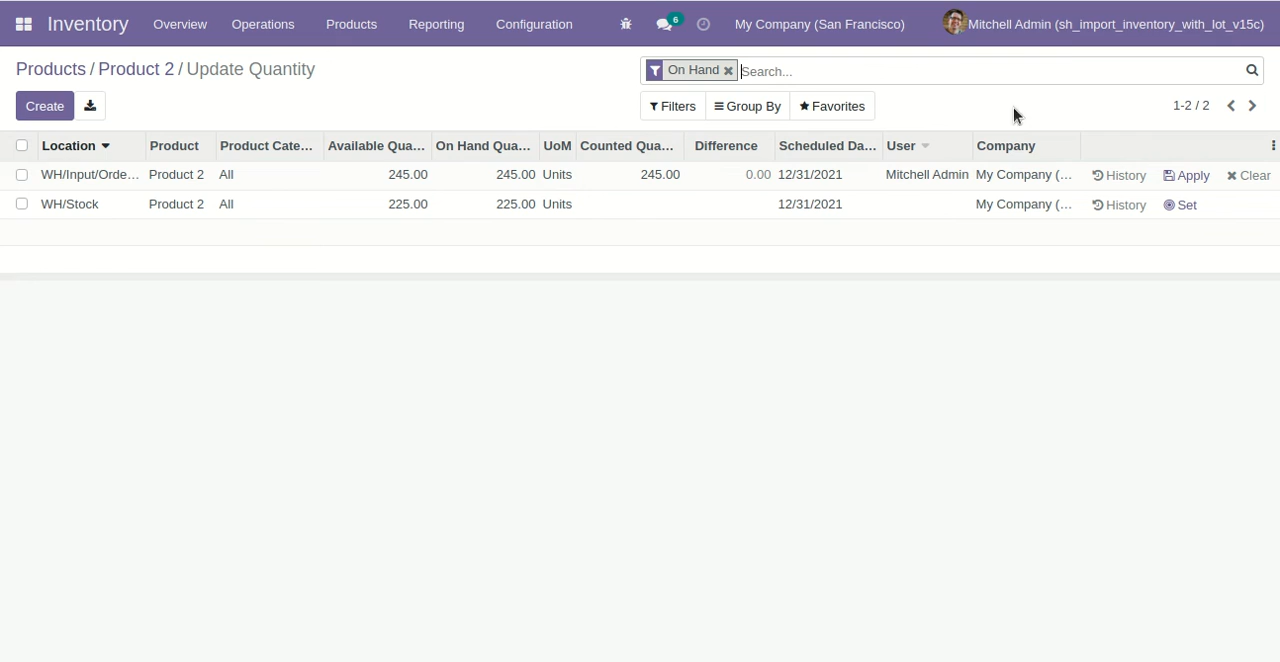 Inventory Overview Operations Products Reporting Configuration 6 My Company (San Francisco) Mitchell Admin (sh_import_inventory_with_lot_v15c)
Products / Product 2 / Update Quantity
On Hand Search...
Create Filters Group By Favorites 1-2 / 2
Location Product Product Cate... Available Qua... On Hand Qua... UoM Counted Qua... Difference Scheduled Da... User Company
WH/Input/Orde... Product 2 All 245.00 245.00 Units 245.00 0.00 12/31/2021 Mitchell Admin My Company (... History Apply Clear
WH/Stock Product 2 All 225.00 225.00 Units 12/31/2021 My Company (... History Set